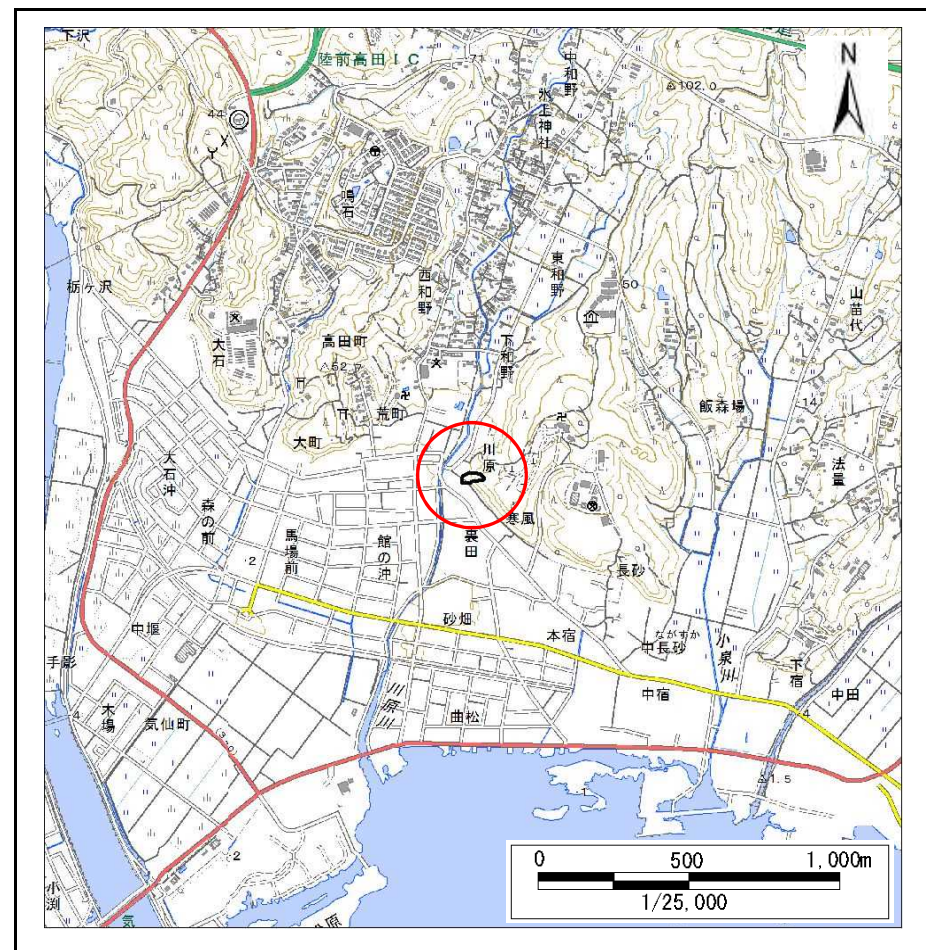 下沢
陸前高田IC
71
中和野
氷上神社
102.0
N
44
鳴石
西和野
東和野
50
栃ヶ沢
大石
高田町
52
下和野
山苗代
荒町
飯森場
14
大町
川原
法量
大石沖
森の前
馬場前
館の沖
裏田
寒風
長砂
2
砂畑
本宿
ながすか
中長砂
小泉川
下宿
中堰
手影
木場
気仙町
(320)
川原川
曲松
中宿
中田
4
4
1.5
1
2
小渕
気
原
0 500 1,000m
1/25,000